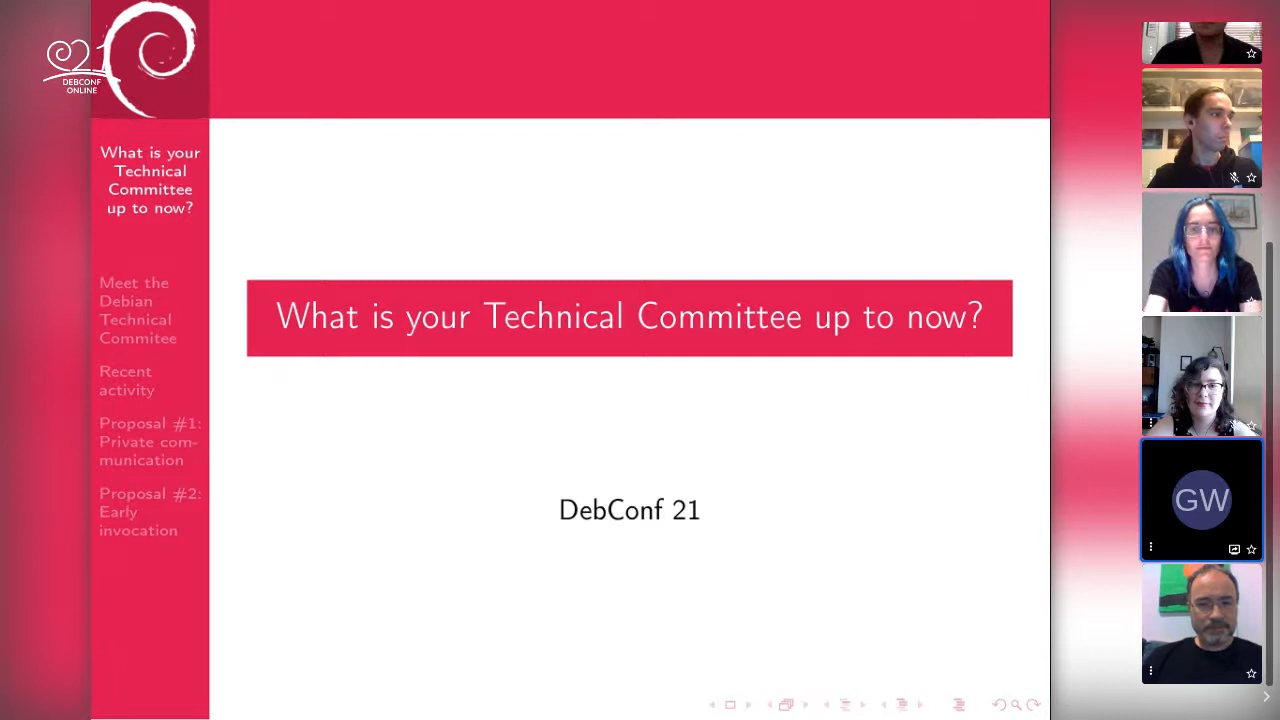 DEBCONF
ONLINE
What is your
Technical
Committee
up to now?
Meet the
Debian
Technical
Commitee
Recent
activity
Proposal #1:
Private com-
munication
Proposal #2:
Early
invocation
What is your Technical Committee up to now?
DebConf 21
GW